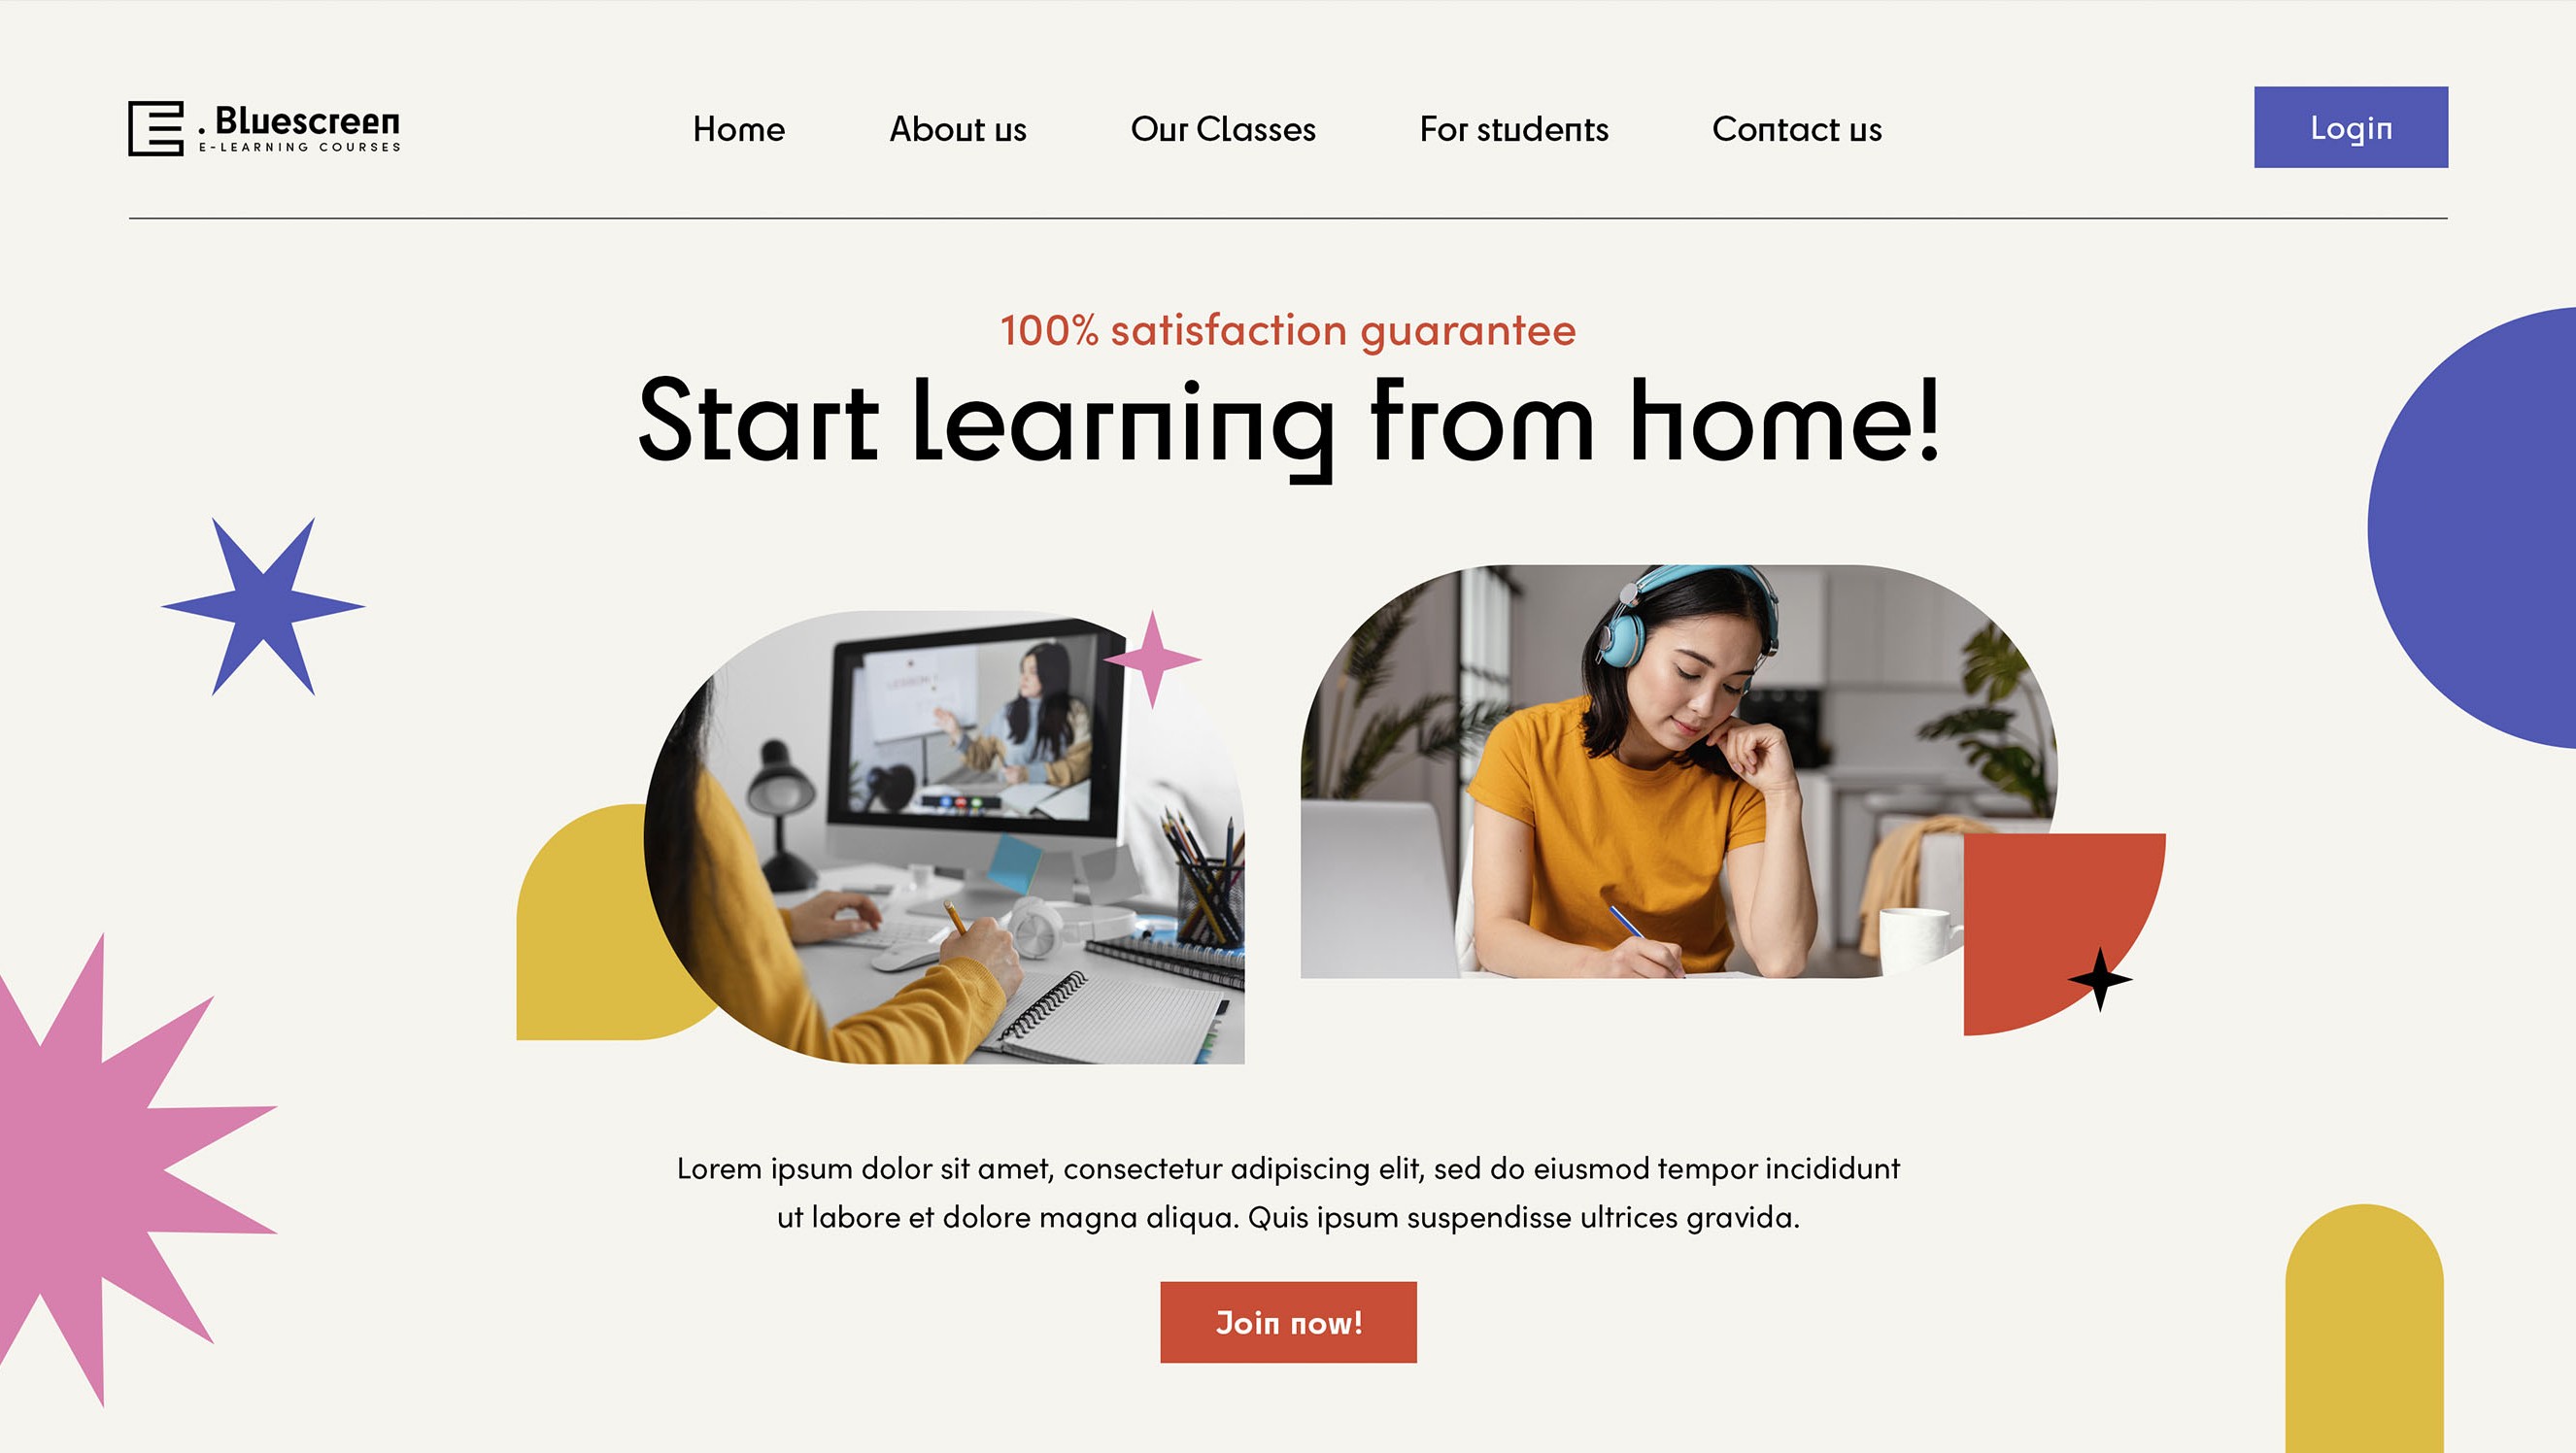 . Bluescreen
E-LEARNING COURSES
Home
About us
Our Classes
For students
Contact us
Login
100% satisfaction guarantee
Start learning from home!
Lorem ipsum dolor sit amet, consectetur adipiscing elit, sed do eiusmod tempor incididunt
ut labore et dolore magna aliqua. Quis ipsum suspendisse ultrices gravida.
Join now!